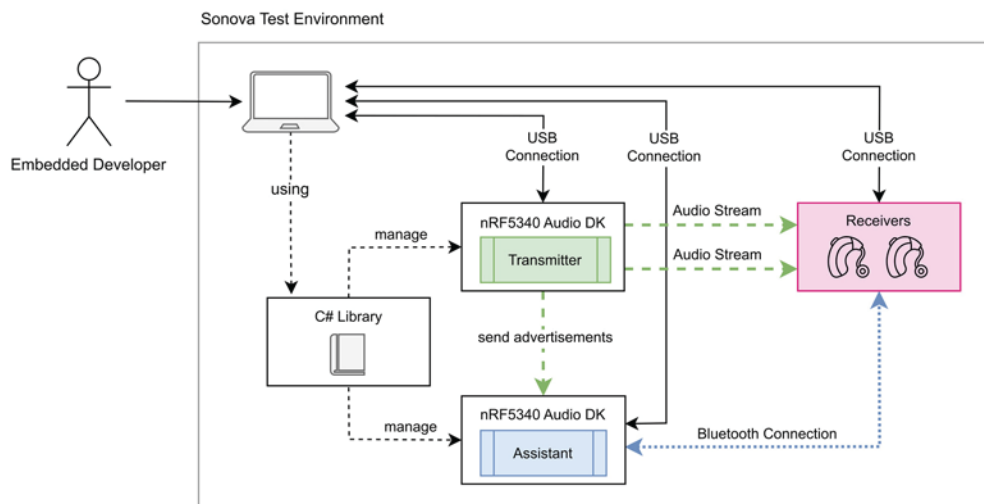 Sonova Test Environment
Embedded Developer
using
USB
Connection
USB
Connection
USB
Connection
nRF5340 Audio DK
Transmitter
manage
Audio Stream
Audio Stream
Receivers
C# Library
send advertisements
manage
nRF5340 Audio DK
Assistant
Bluetooth Connection